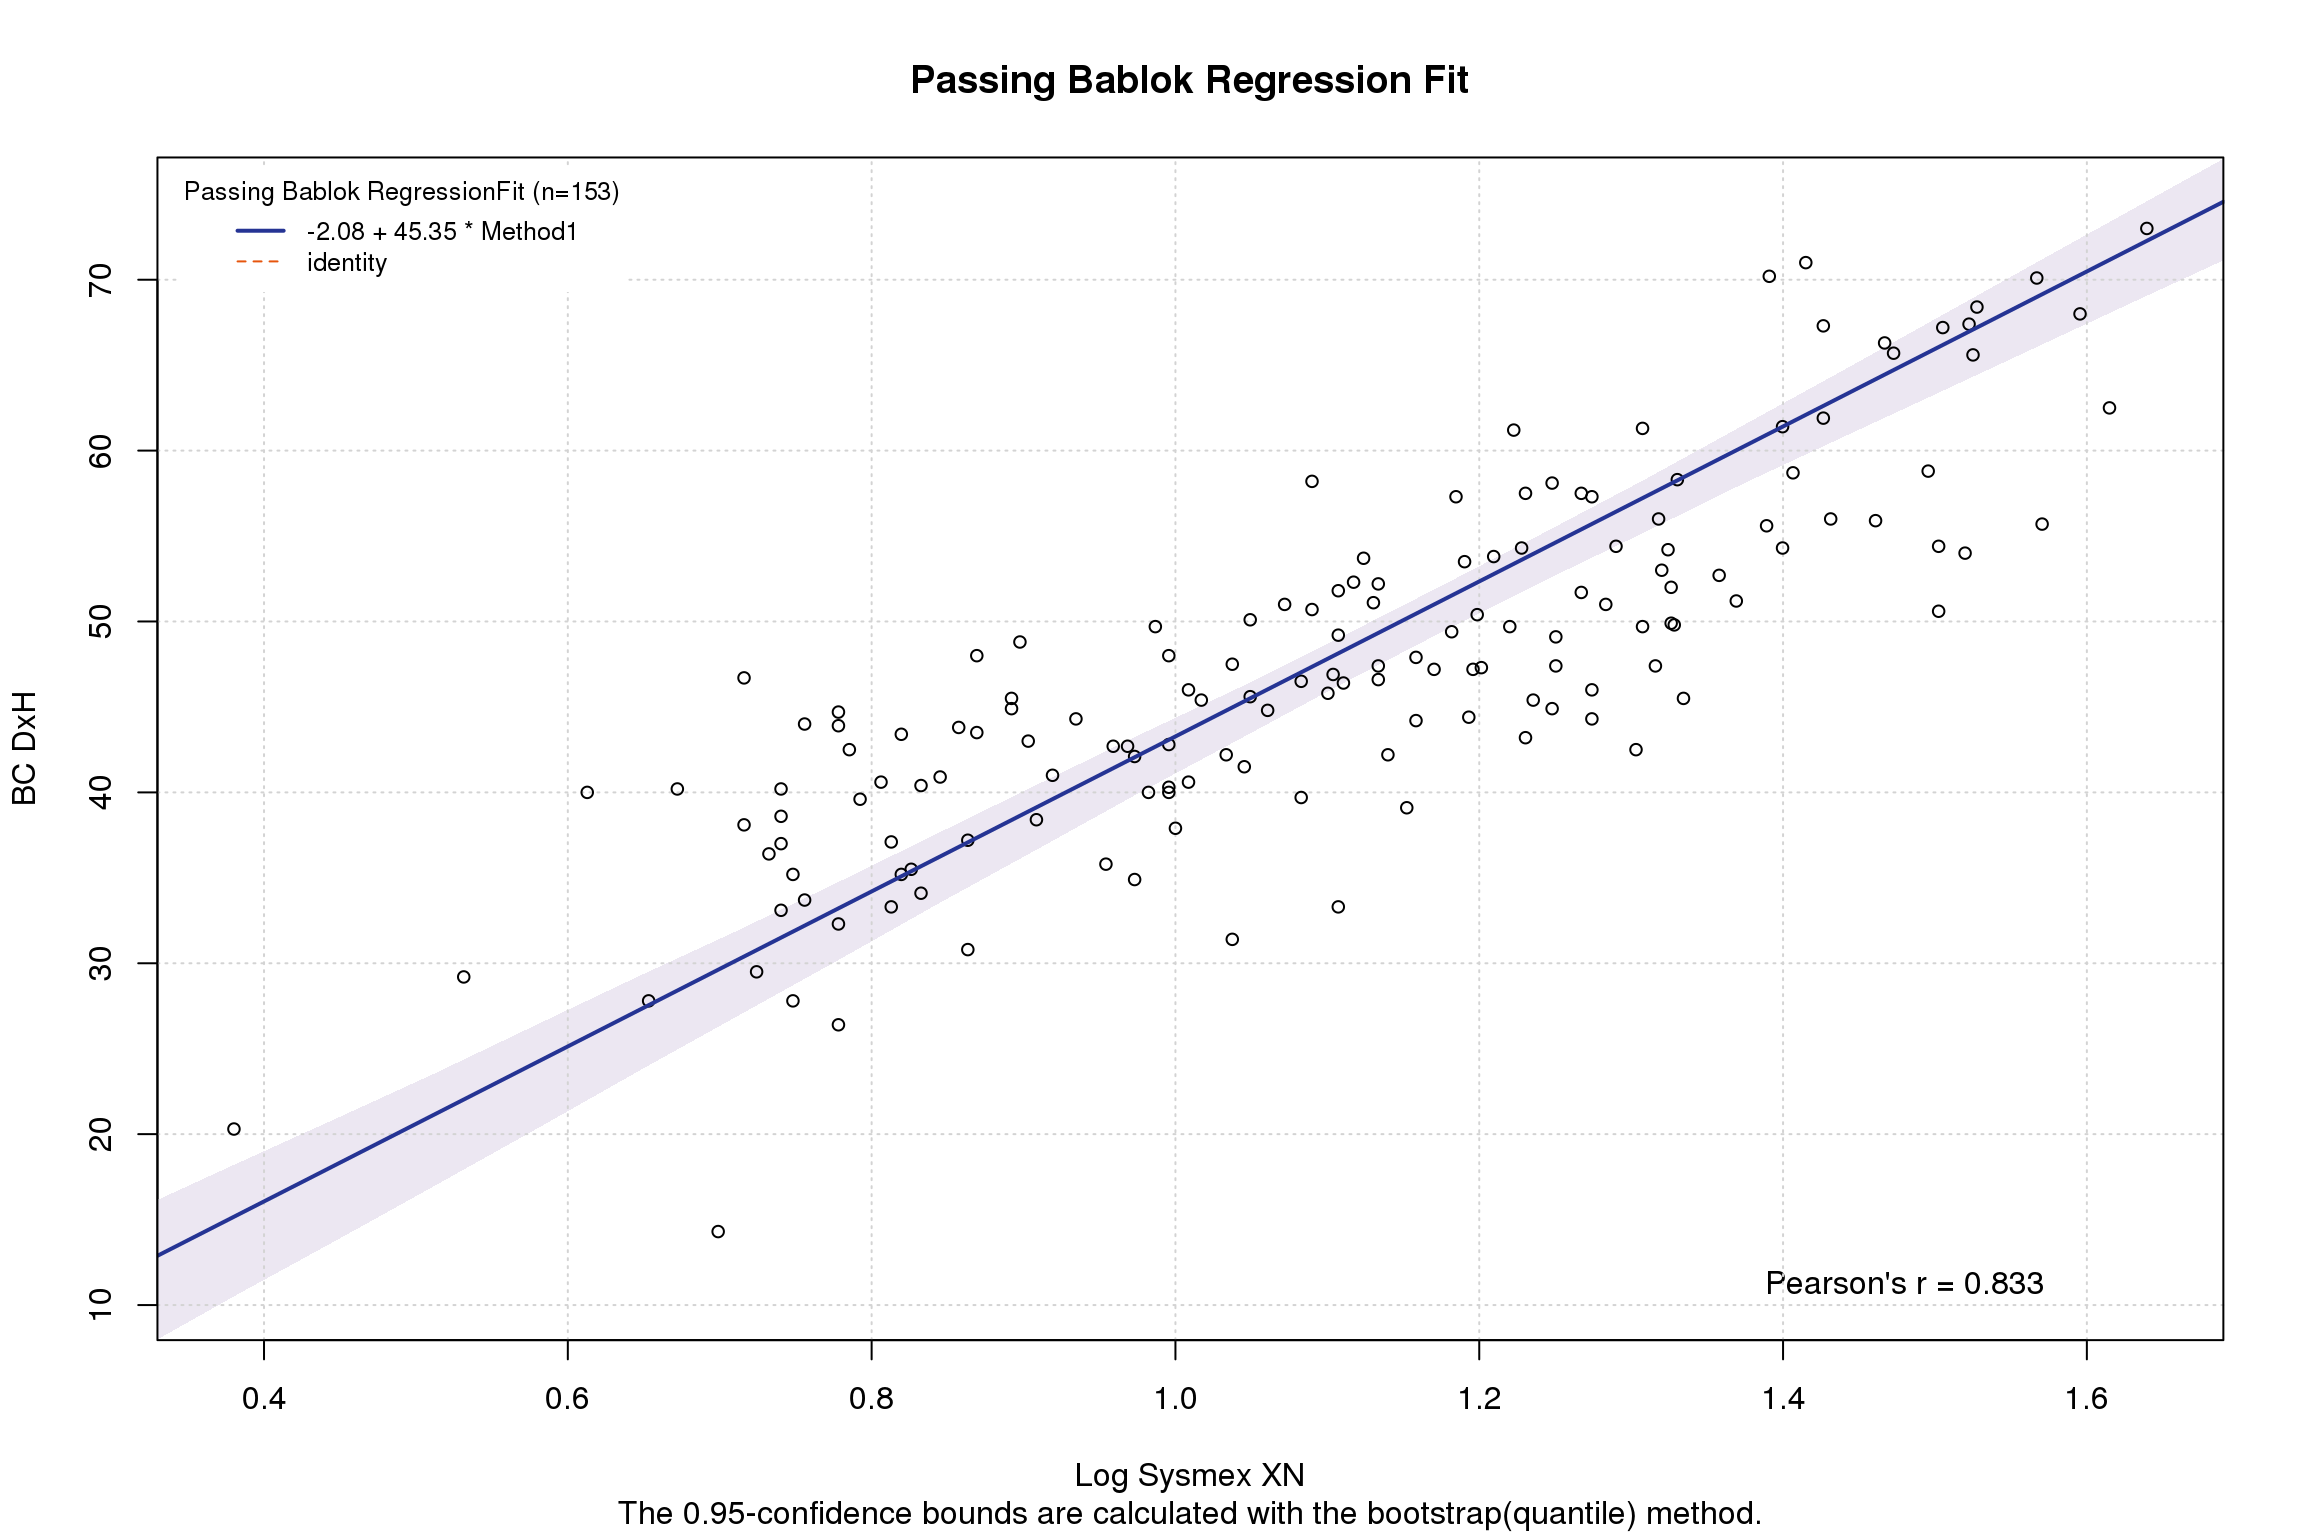 Passing Bablok Regression Fit
Passing Bablok RegressionFit (n=153)
-2.08 + 45.35 * Method1
identity
BC DxH
70
60
50
40
30
20
10
Pearson's r = 0.833
0.4 0.6 0.8 1.0 1.2 1.4 1.6
Log Sysmex XN
The 0.95-confidence bounds are calculated with the bootstrap(quantile) method.